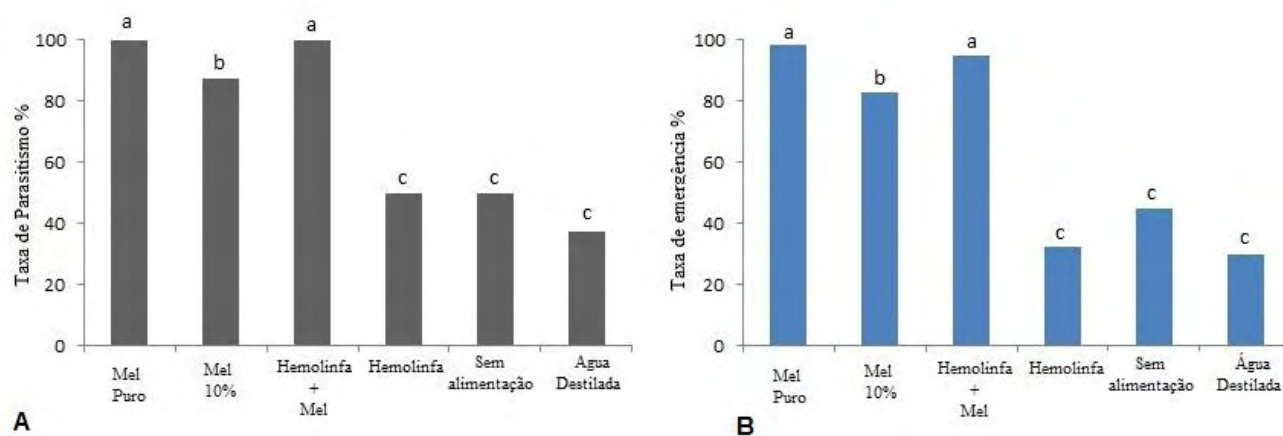 a
a
100
b
80
60
c
c
40
c
20
0
Taxa de Parasitismo %
Mel
Puro
Mel
10%
Hemolinfa
+
Mel
Hemolinfa
Sem
alimentação
Agua
Destilada
A
100
a
a
b
80
60
c
40
c
c
20
0
Taxa de emergência %
Mel
Puro
Mel
10%
Hemolinfa
+
Mel
Hemolinfa
Sem
alimentação
Água
Destilada
B